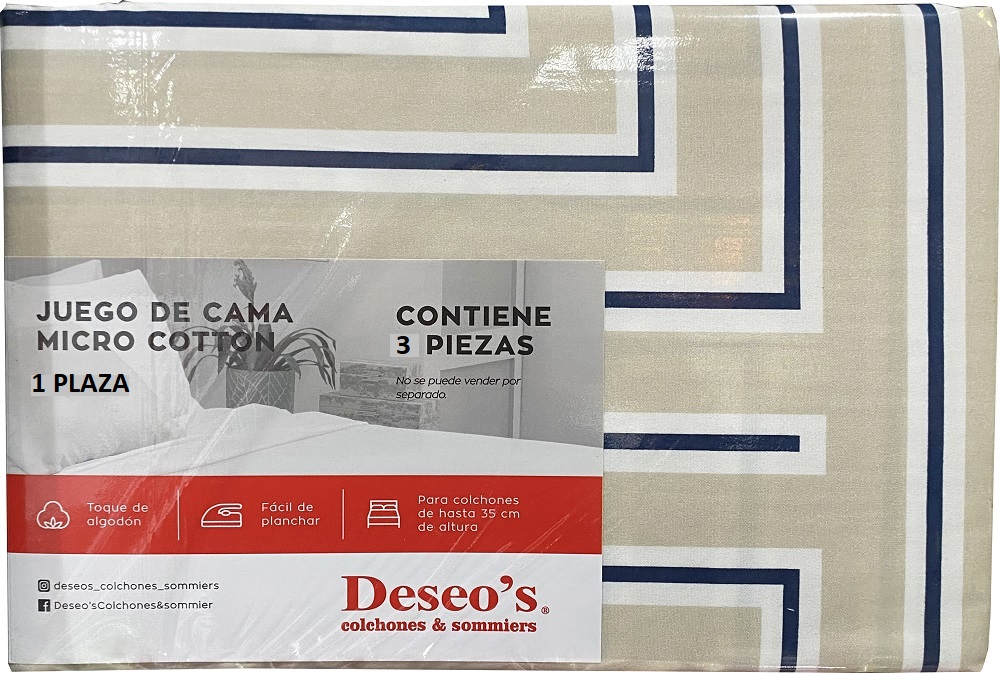 JUEGO DE CAMA
MICRO COTTON
1 PLAZA
CONTIENE
3 PIEZAS
No se puede vender por
separado.
Toque de
algodón
Fácil de
planchar
Para colchones
de hasta 35 cm
de altura
deseos_colchones_sommiers
Deseo'sColchones&sommier
Deseo's®
colchones & sommiers